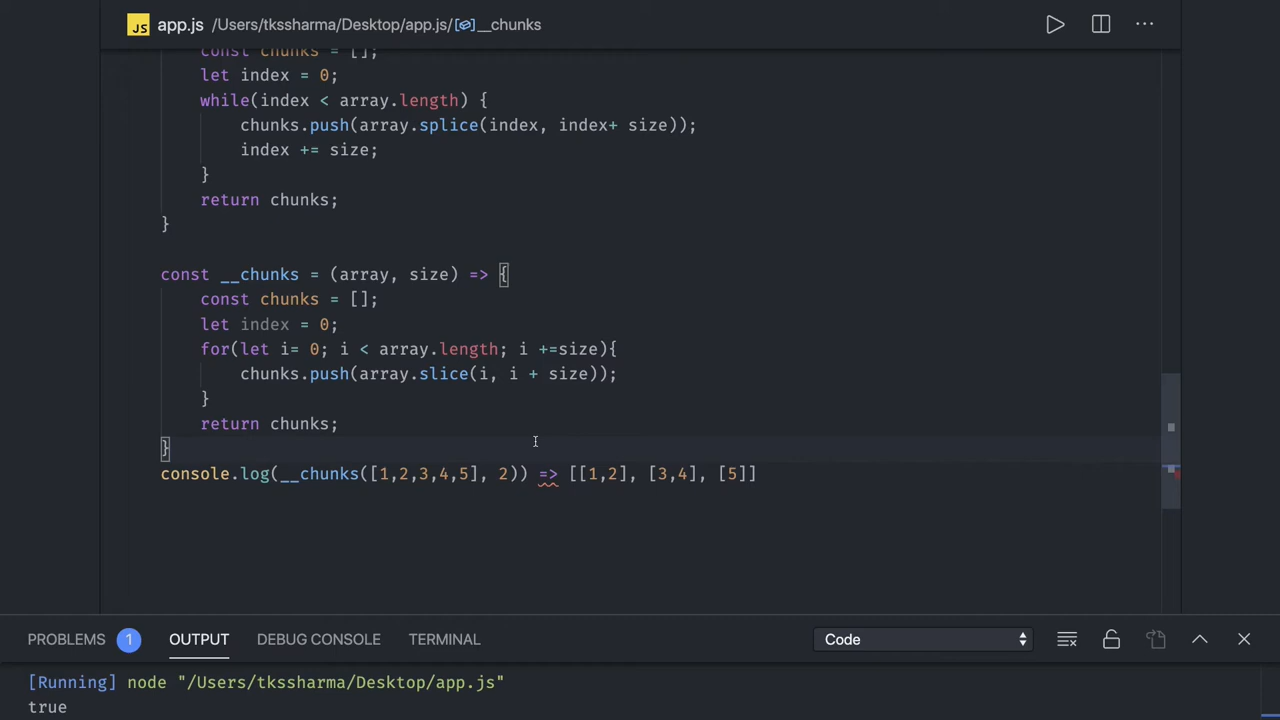 JS app.js /Users/tkssharma/Desktop/app.js/__chunks
const chunks = [];
let index = 0;
while(index < array.length) {
chunks.push(array.splice(index, index+ size));
index += size;
}
return chunks;
}
const __chunks = (array, size) => {
const chunks = [];
let index = 0;
for(let i= 0; i < array.length; i +=size){
chunks.push(array.slice(i, i + size));
}
return chunks;
}
console.log(__chunks([1,2,3,4,5], 2)) => [[1,2], [3,4], [5]]
PROBLEMS 1 OUTPUT DEBUG CONSOLE TERMINAL Code
[Running] node "/Users/tkssharma/Desktop/app.js"
true